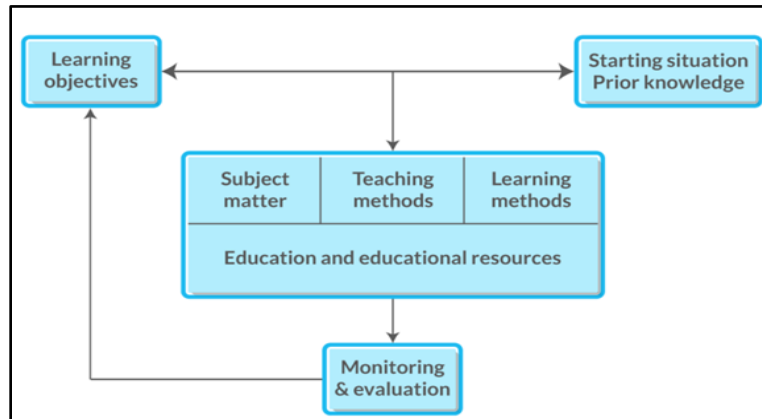 Learning
objectives
Starting situation
Prior knowledge
Subject
matter
Teaching
methods
Learning
methods
Education and educational resources
Monitoring
& evaluation